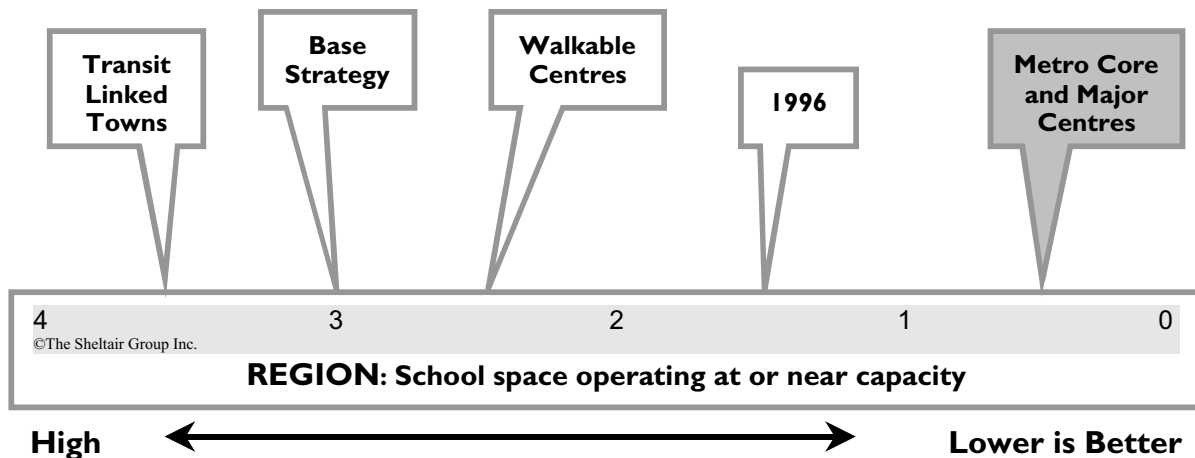 Transit
Linked
Towns
Base
Strategy
Walkable
Centres
1996
Metro Core
and Major
Centres
4 3 2 1 0
©The Sheltair Group Inc.
REGION: School space operating at or near capacity
High Lower is Better